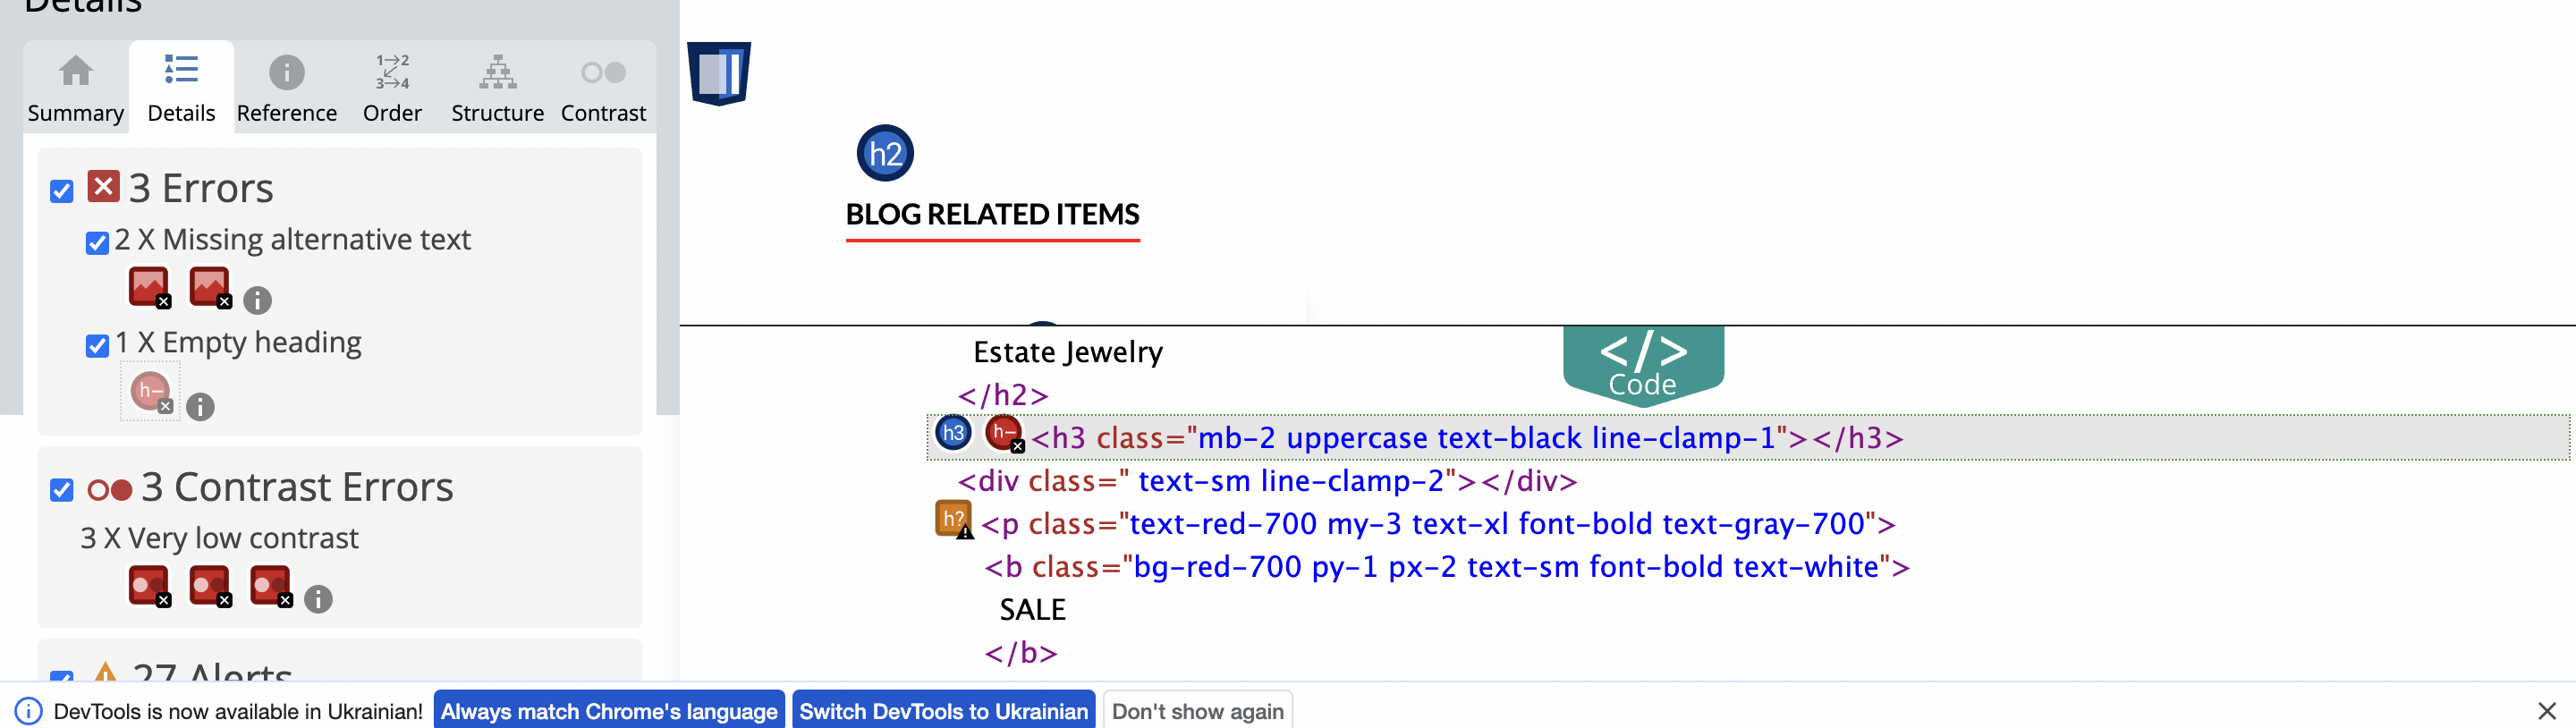 Details
Summary
Details
Reference
1→2
3→4
Order
Structure
Contrast
3 Errors
2 X Missing alternative text
1 X Empty heading
h–
3 Contrast Errors
3 X Very low contrast
27 Alerts
h2
BLOG RELATED ITEMS
</>
Code
Estate Jewelry
</h2>
h3 h– <h3 class="mb-2 uppercase text-black line-clamp-1"></h3>
<div class=" text-sm line-clamp-2"></div>
h? <p class="text-red-700 my-3 text-xl font-bold text-gray-700">
<b class="bg-red-700 py-1 px-2 text-sm font-bold text-white">
SALE
</b>
DevTools is now available in Ukrainian! Always match Chrome's language Switch DevTools to Ukrainian Don't show again